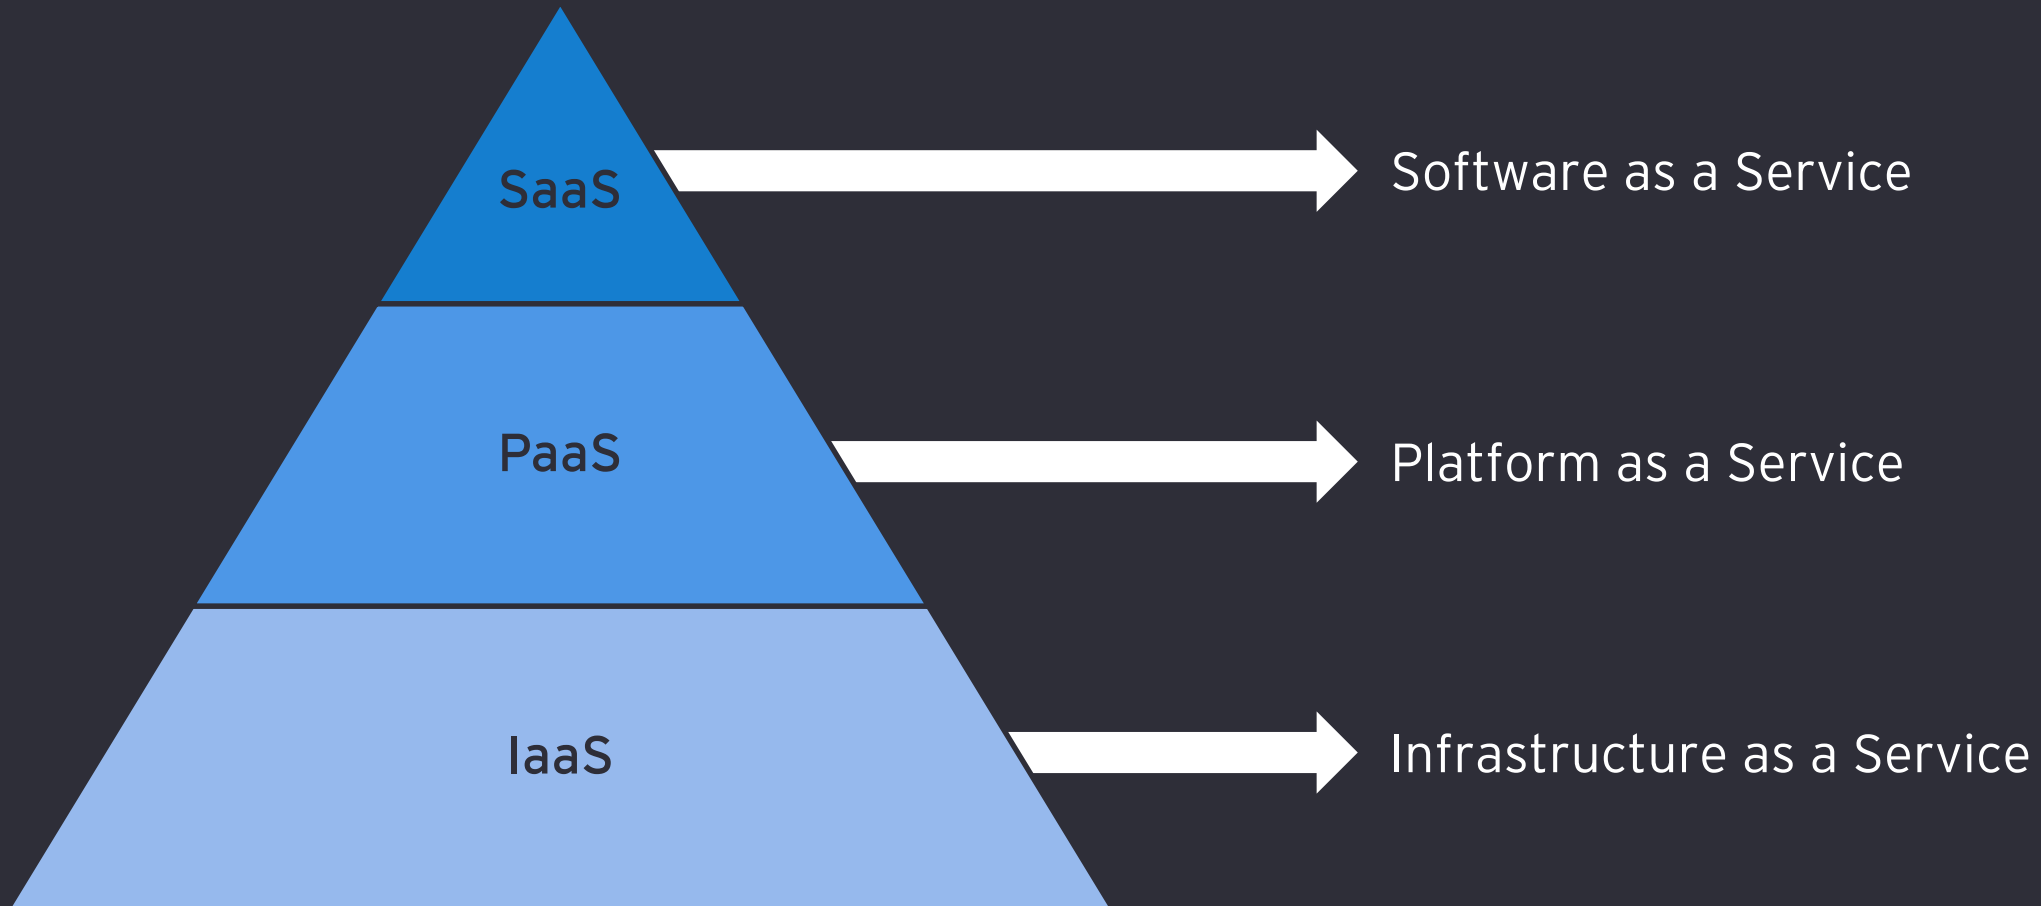 SaaS
Software as a Service
PaaS
Platform as a Service
IaaS
Infrastructure as a Service